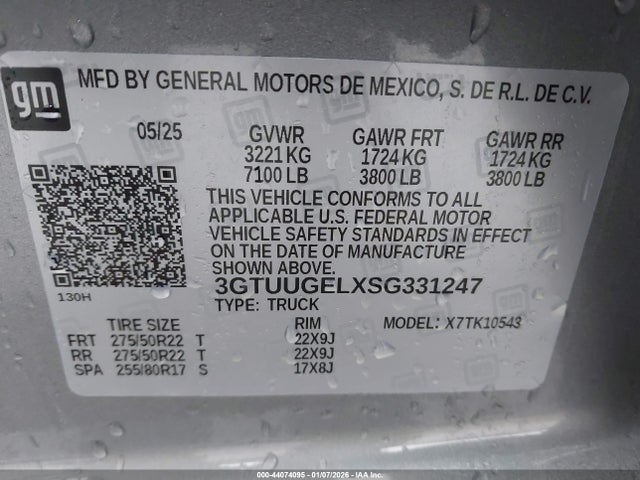 gm
MFD BY GENERAL MOTORS DE MEXICO, S. DE R.L. DE C.V.
05/25 GVWR GAWR FRT GAWR RR
3221 KG 1724 KG 1724 KG
7100 LB 3800 LB 3800 LB
THIS VEHICLE CONFORMS TO ALL
APPLICABLE U.S. FEDERAL MOTOR
VEHICLE SAFETY STANDARDS IN EFFECT
ON THE DATE OF MANUFACTURE
SHOWN ABOVE.
3GTUUGELXSG331247
130H
TYPE: TRUCK
TIRE SIZE RIM MODEL: X7TK10543
FRT 275/50R22 T 22X9J
RR 275/50R22 T 22X9J
SPA 255/80R17 S 17X8J
000-44074095 - 01/07/2026 - IAA Inc.